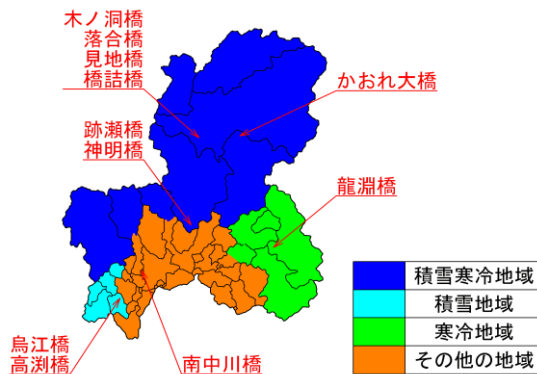 木ノ洞橋
落合橋
見地橋
橋詰橋
かおれ大橋
跡瀬橋
神明橋
龍淵橋
積雪寒冷地域
積雪地域
寒冷地域
その他の地域
烏江橋
高渕橋
南中川橋